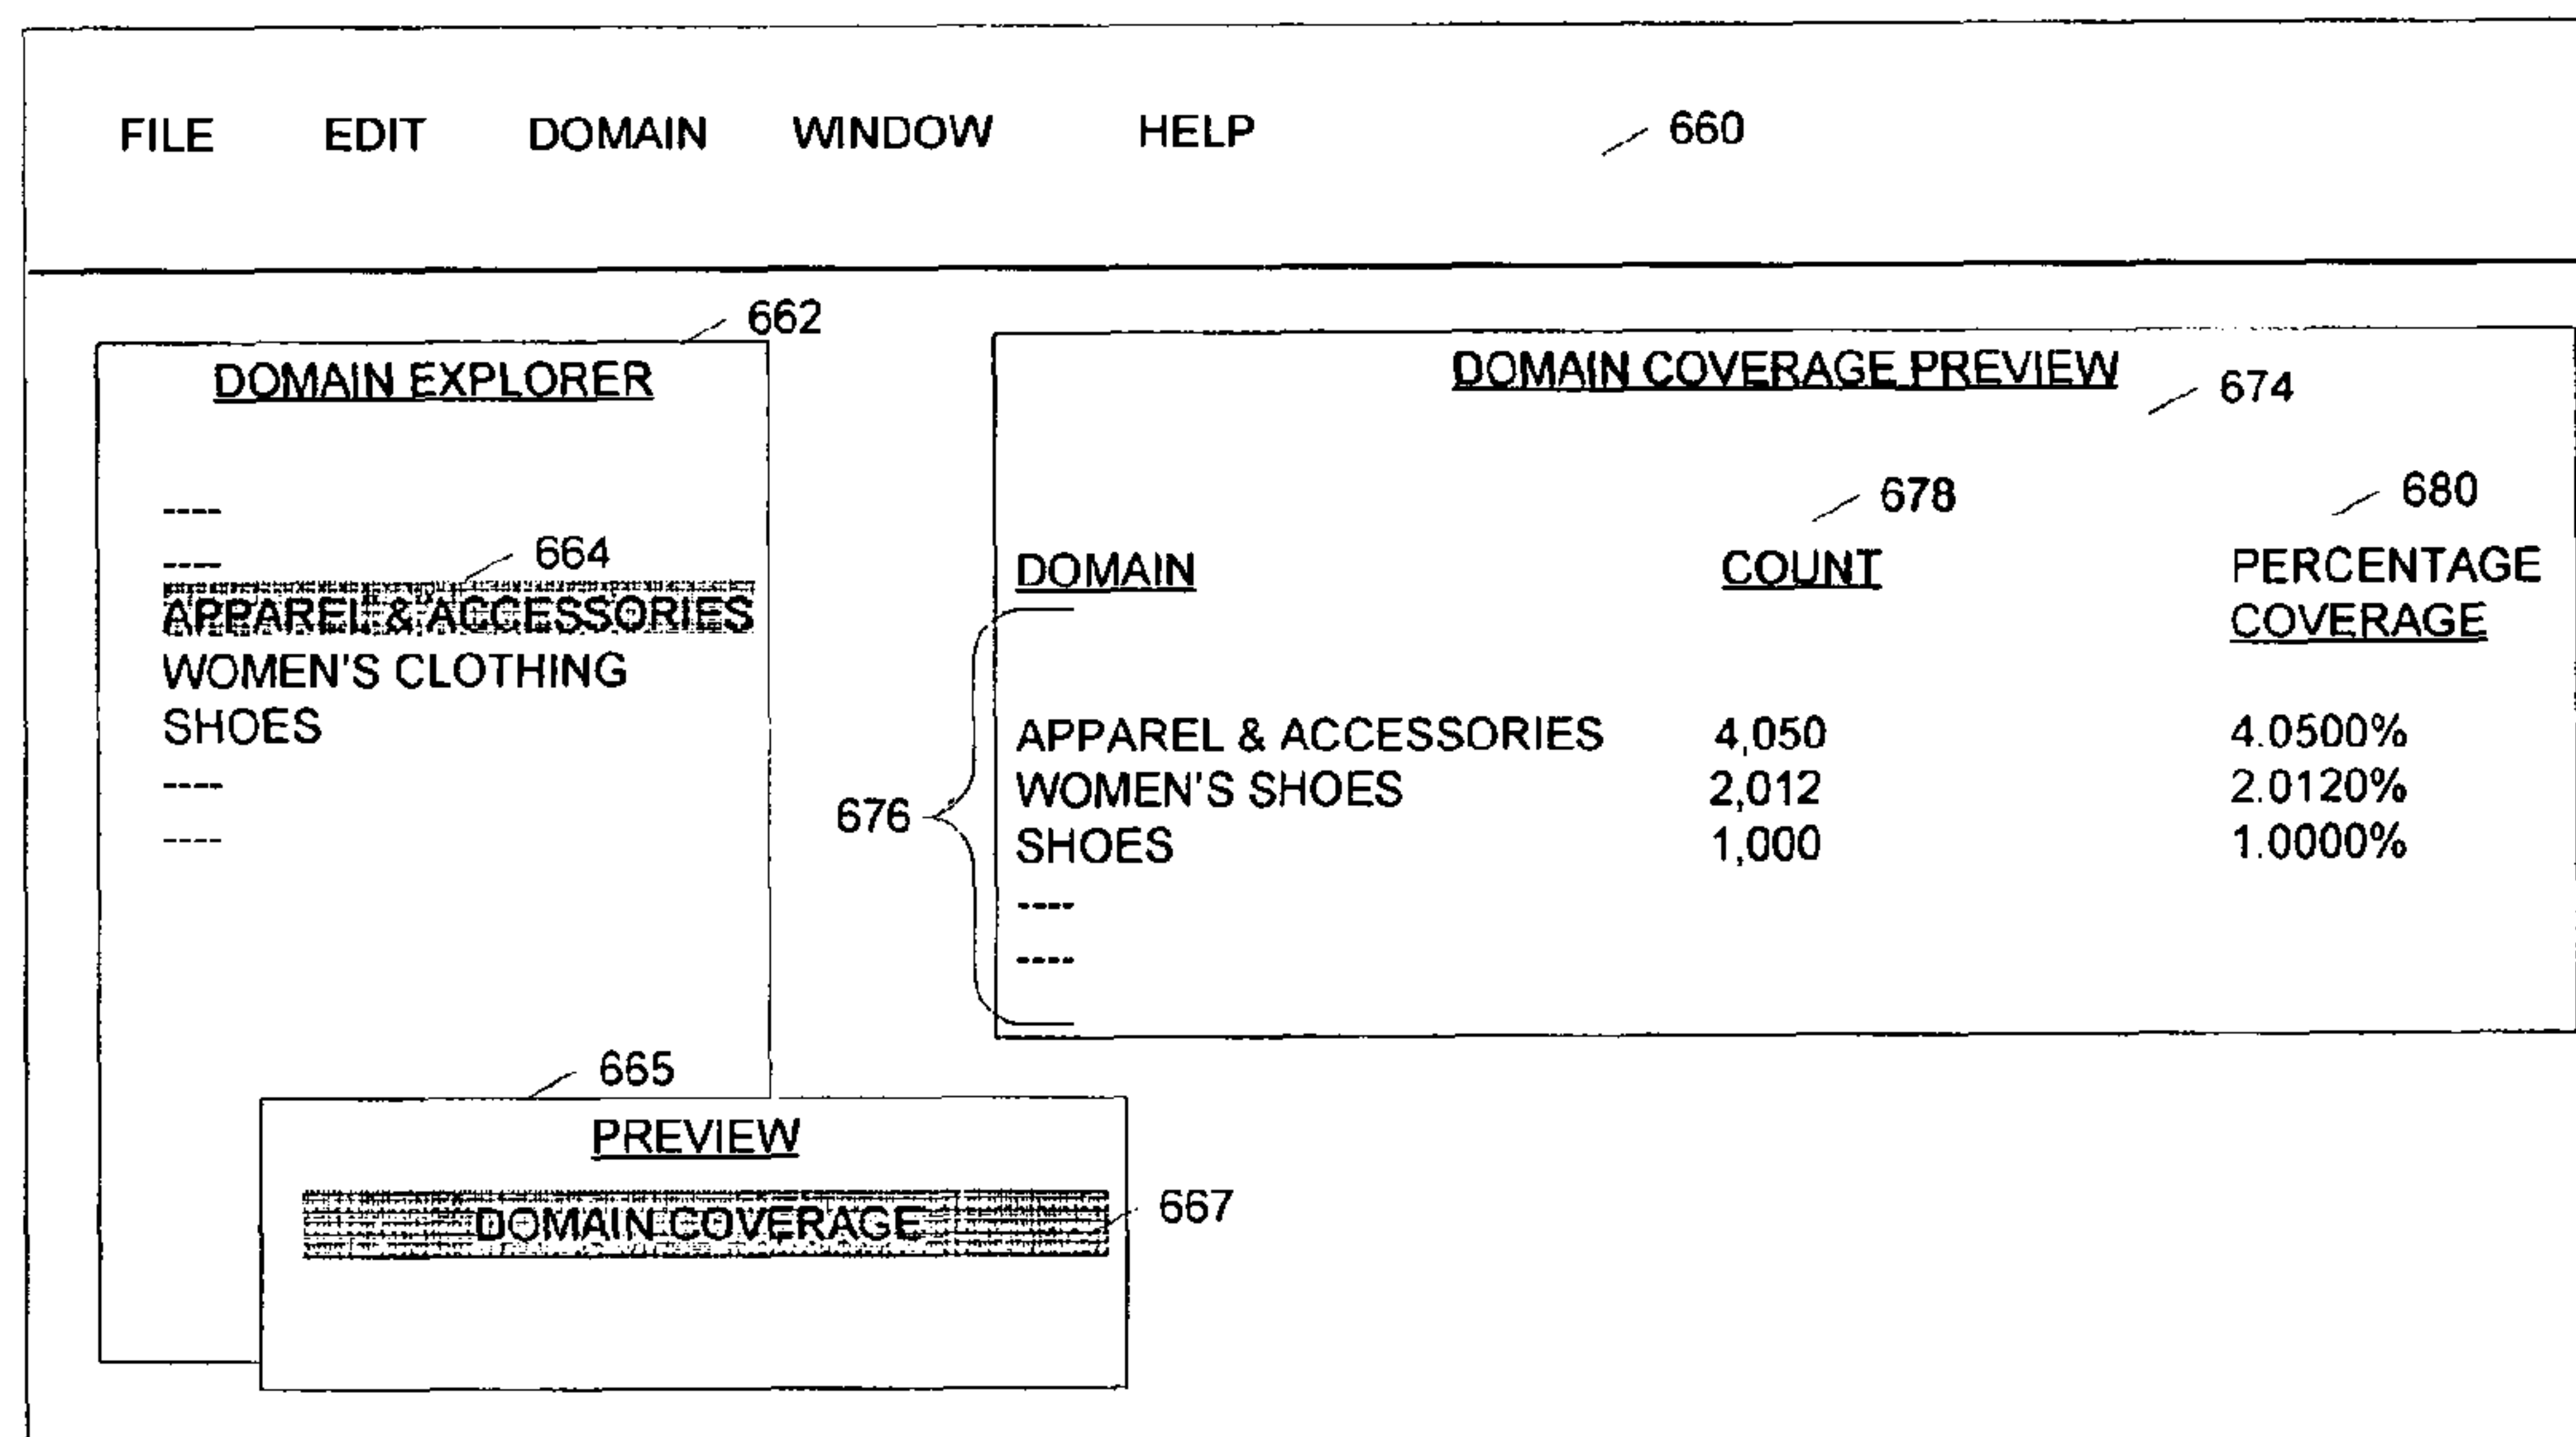 FILE EDIT DOMAIN WINDOW HELP 660
662
DOMAIN EXPLORER
----
----
664
APPAREL & ACCESSORIES
WOMEN'S CLOTHING
SHOES
----
----
DOMAIN COVERAGE PREVIEW
674
678 680
DOMAIN COUNT PERCENTAGE
COVERAGE
APPAREL & ACCESSORIES 4,050 4.0500%
WOMEN'S SHOES 2,012 2.0120%
676
SHOES 1,000 1.0000%
----
----
665
PREVIEW
DOMAIN COVERAGE 667